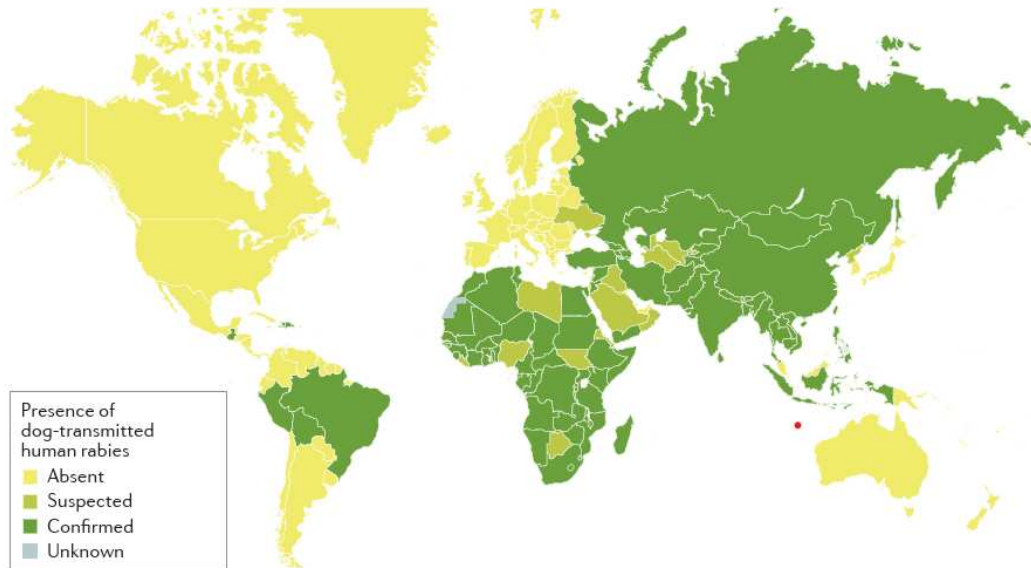 Presence of
dog-transmitted
human rabies
Absent
Suspected
Confirmed
Unknown